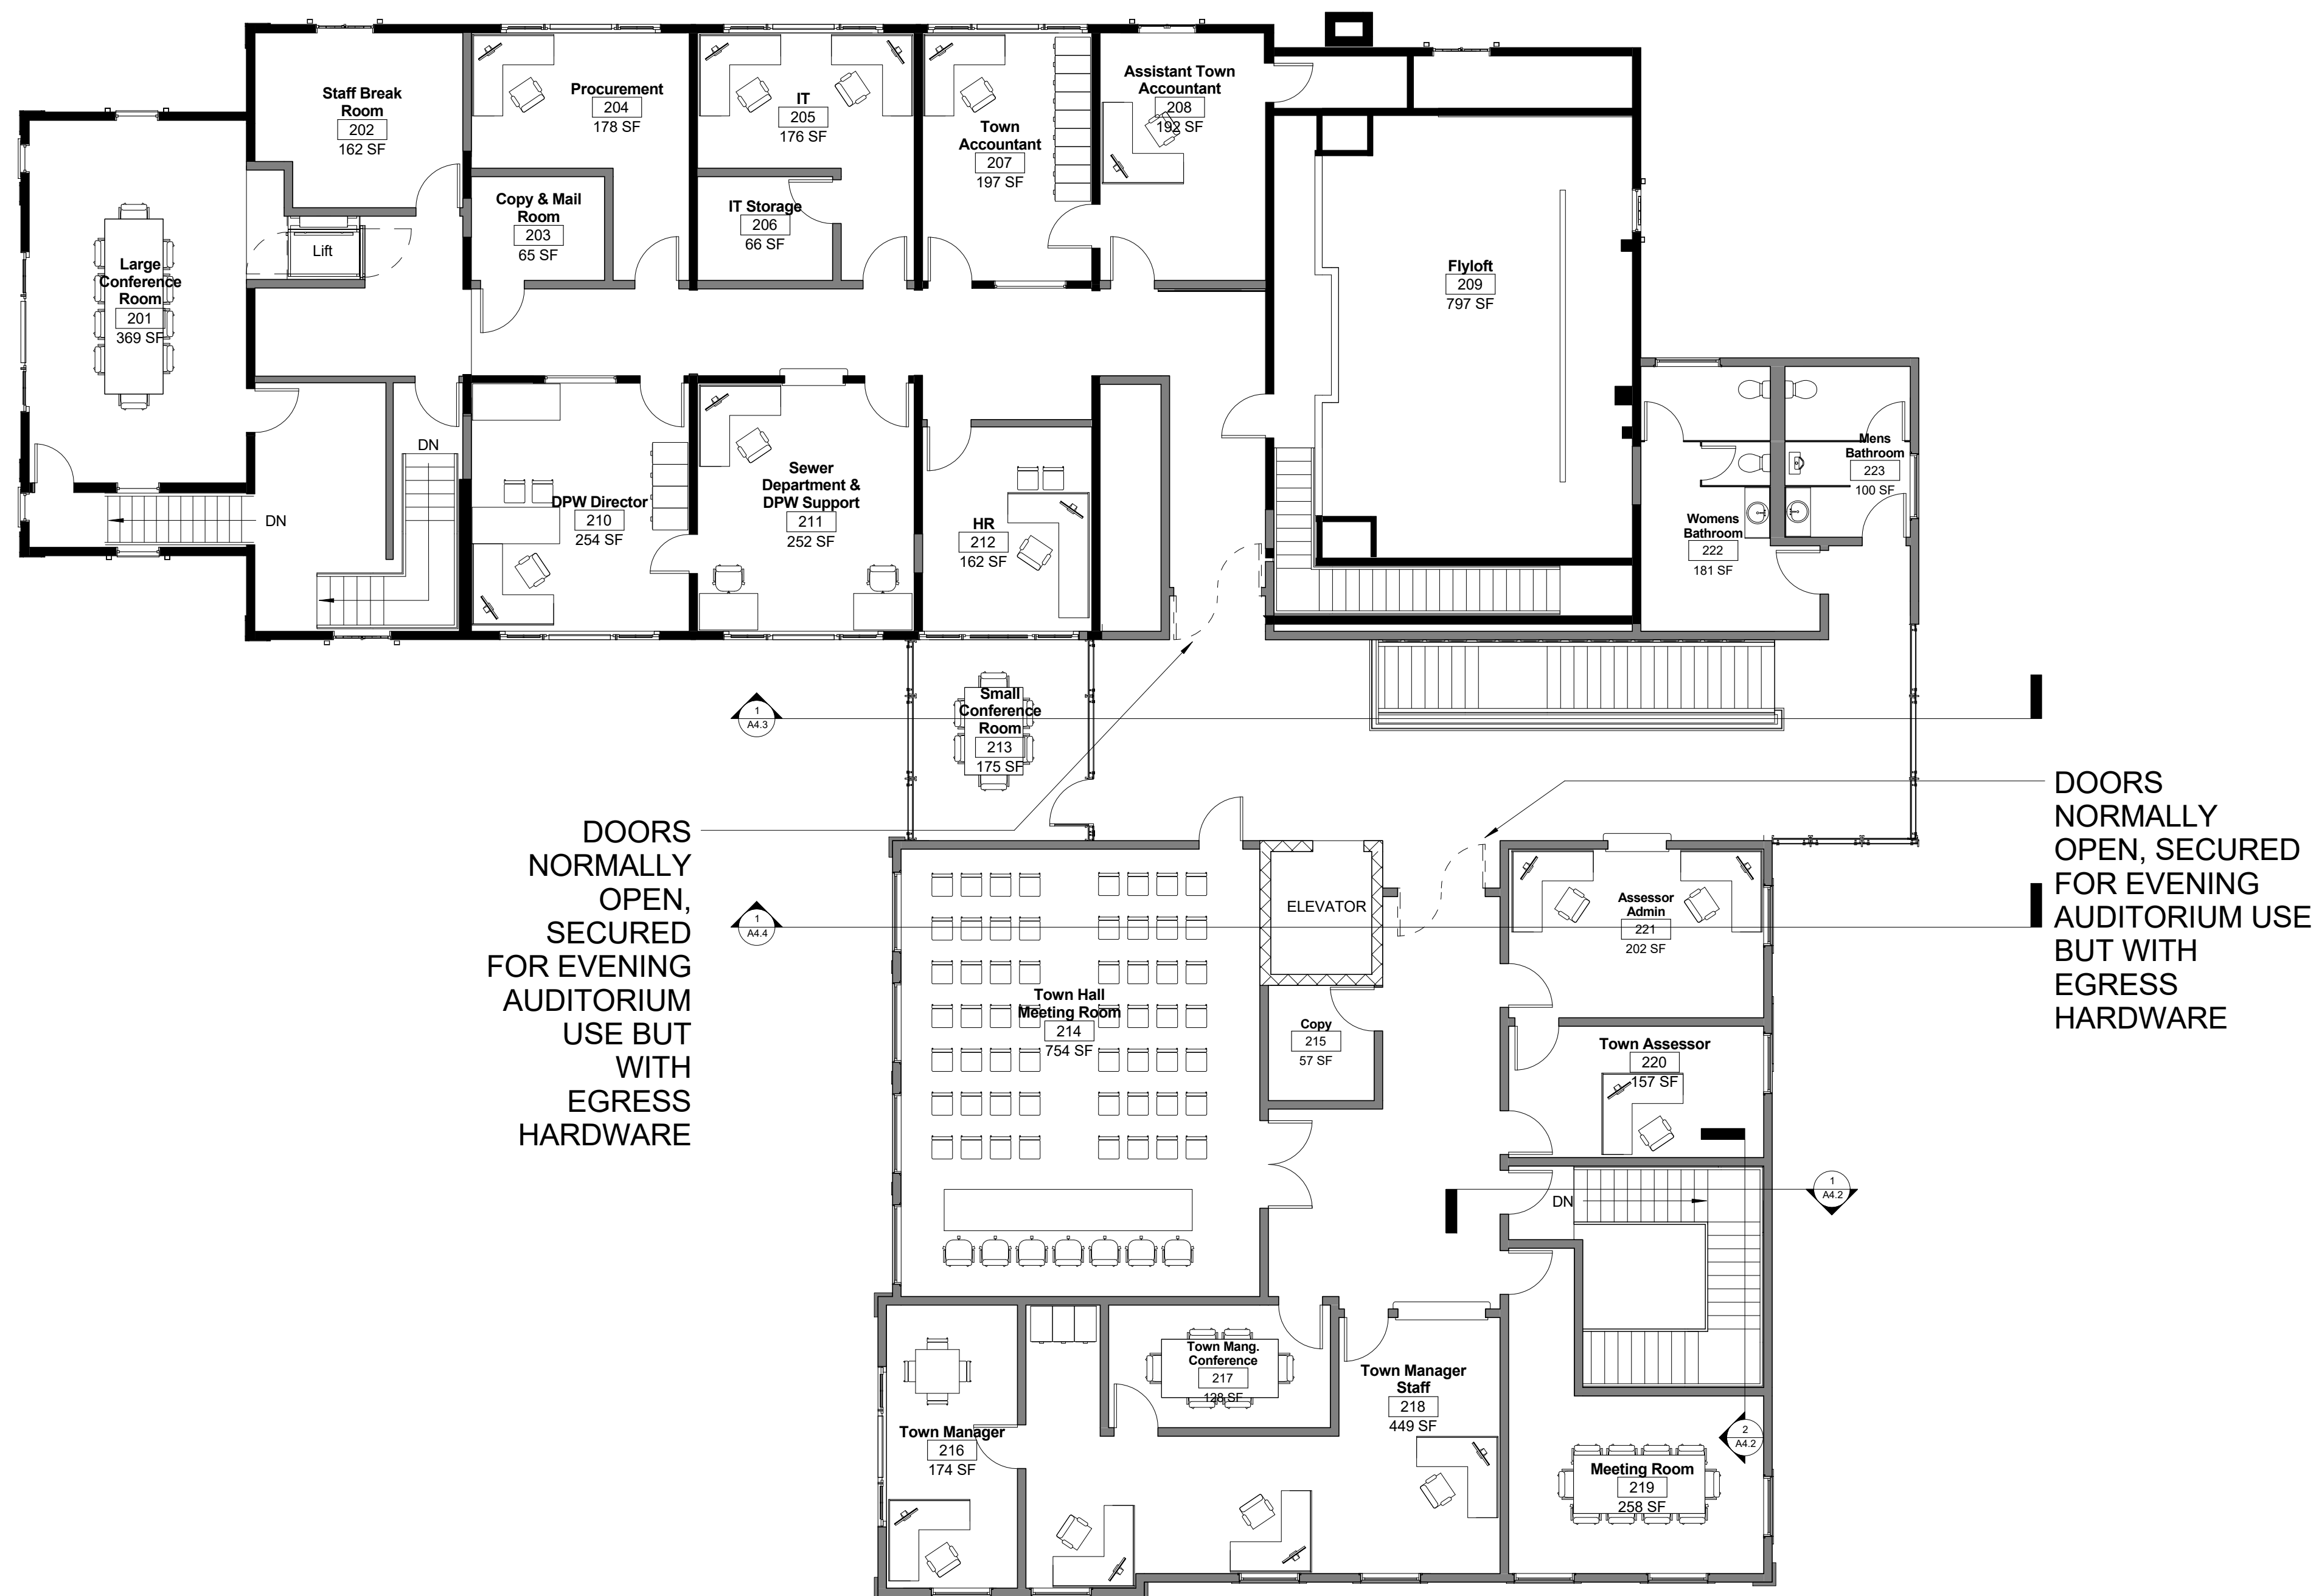 Staff Break
Room
202
162 SF
Procurement
204
178 SF
IT
205
176 SF
Town
Accountant
207
197 SF
Assistant Town
Accountant
208
192 SF
Copy & Mail
Room
203
65 SF
IT Storage
206
66 SF
Lift
Large
Conference
Room
201
369 SF
Flyloft
209
797 SF
DN
DN
DPW Director
210
254 SF
Sewer
Department &
DPW Support
211
252 SF
HR
212
162 SF
Mens
Bathroom
223
100 SF
Womens
Bathroom
222
181 SF
Small
Conference
Room
213
175 SF
1
A4.3
DOORS
NORMALLY
OPEN,
SECURED
FOR EVENING
AUDITORIUM
USE BUT
WITH
EGRESS
HARDWARE
DOORS
NORMALLY
OPEN, SECURED
FOR EVENING
AUDITORIUM USE
BUT WITH
EGRESS
HARDWARE
1
A4.4
ELEVATOR
Assessor
Admin
221
202 SF
Town Hall
Meeting Room
214
754 SF
Copy
215
57 SF
Town Assessor
220
157 SF
DN
1
A4.2
Town Mang.
Conference
217
128 SF
Town Manager
Staff
218
449 SF
Town Manager
216
174 SF
2
A4.2
Meeting Room
219
258 SF